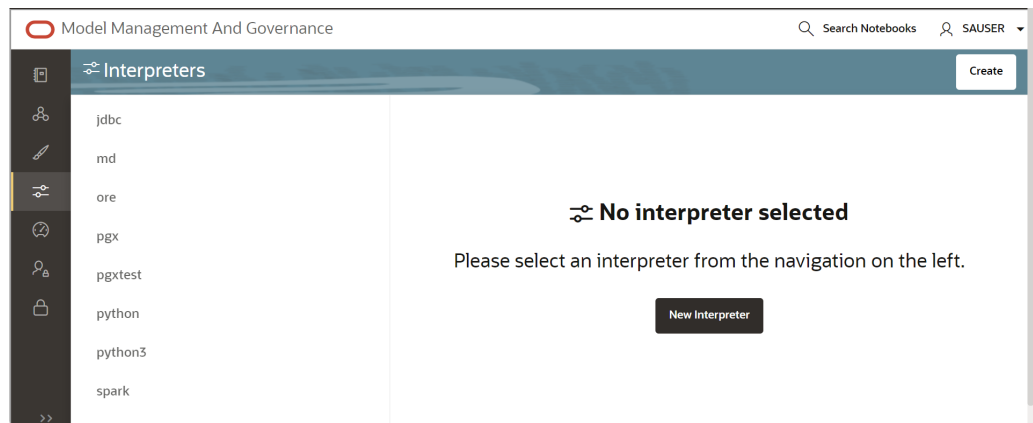 Model Management And Governance
Search Notebooks
SAUSER
Interpreters
Create
jdbc
md
ore
pgx
pgxtest
python
python3
spark
No interpreter selected
Please select an interpreter from the navigation on the left.
New Interpreter
>>